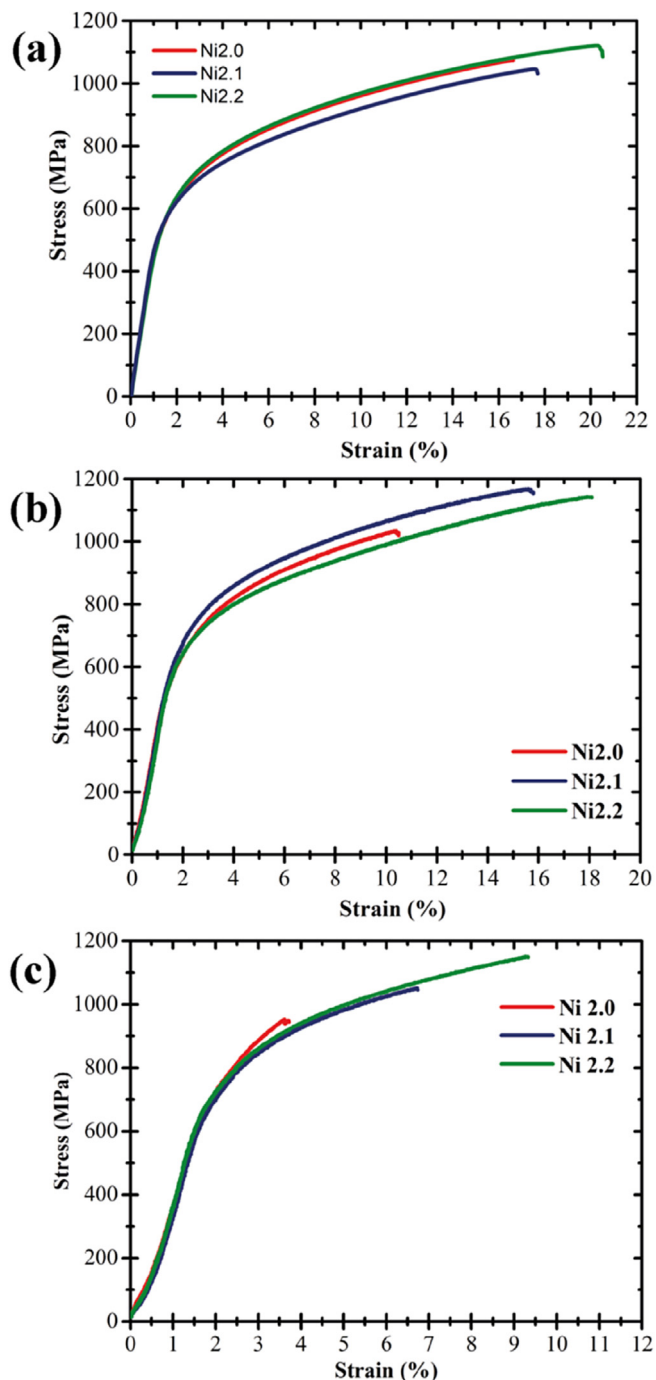 (a)
Ni2.0
Ni2.1
Ni2.2
Stress (MPa)
1200
1000
800
600
400
200
0
0 2 4 6 8 10 12 14 16 18 20 22
Strain (%)
(b)
Ni2.0
Ni2.1
Ni2.2
Stress (MPa)
1200
1000
800
600
400
200
0
0 2 4 6 8 10 12 14 16 18 20
Strain (%)
(c)
Ni 2.0
Ni 2.1
Ni 2.2
Stress (MPa)
1200
1000
800
600
400
200
0
0 1 2 3 4 5 6 7 8 9 10 11 12
Strain (%)